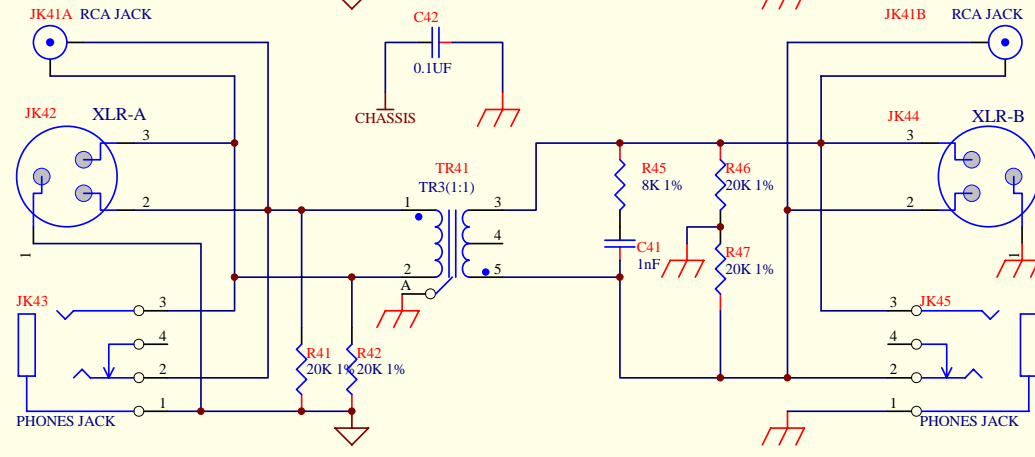 JK41A RCA JACK
C42
0.1UF
CHASSIS
JK41B RCA JACK
JK42 XLR-A
3
2
1
TR41
TR3(1:1)
1
2
A
3
4
5
R45
8K 1%
C41
1nF
R46
20K 1%
R47
20K 1%
JK44 XLR-B
3
2
1
JK43
3
4
2
1
PHONES JACK
R41
20K 1%
R42
20K 1%
JK45
3
4
2
1
PHONES JACK